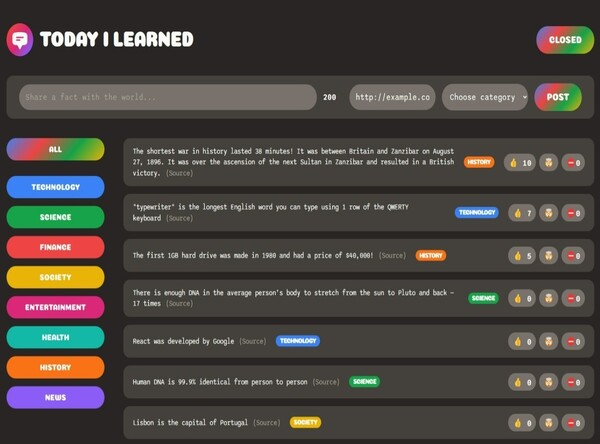 TODAY I LEARNED
CLOSED
Share a fact with the world...
200
http://example.co
Choose category
POST
ALL
TECHNOLOGY
SCIENCE
FINANCE
SOCIETY
ENTERTAINMENT
HEALTH
HISTORY
NEWS
The shortest war in history lasted 38 minutes! It was between Britain and Zanzibar on August
27, 1896. It was over the ascension of the next Sultan in Zanzibar and resulted in a British
victory. (Source)
HISTORY
👍 10 🤯 ⛔0
"typewriter" is the longest English word you can type using 1 row of the QWERTY
keyboard (Source)
TECHNOLOGY
👍 7 🤯 ⛔0
The first 1GB hard drive was made in 1980 and had a price of $40,000! (Source) HISTORY
👍 5 🤯 ⛔0
There is enough DNA in the average person's body to stretch from the sun to Pluto and back –
17 times (Source)
SCIENCE
👍 0 🤯 ⛔0
React was developed by Google (Source) TECHNOLOGY
👍 0 🤯 ⛔0
Human DNA is 99.9% identical from person to person (Source) SCIENCE
👍 0 🤯 ⛔0
Lisbon is the capital of Portugal (Source) SOCIETY
👍 0 🤯 ⛔0